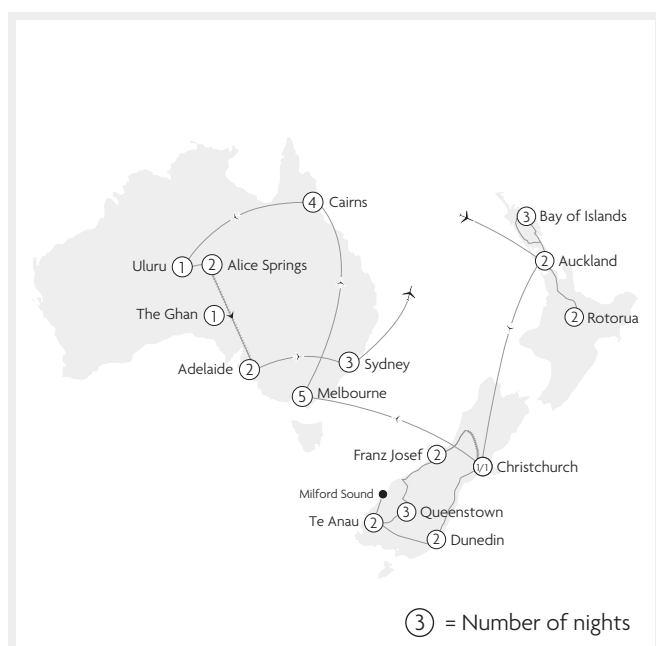 4 Cairns
3 Bay of Islands
Uluru 1
2 Alice Springs
2 Auckland
The Ghan 1
2 Rotorua
Adelaide 2
3 Sydney
5 Melbourne
Franz Josef 2
1/1 Christchurch
Milford Sound
3 Queenstown
Te Anau 2
2 Dunedin
3 = Number of nights